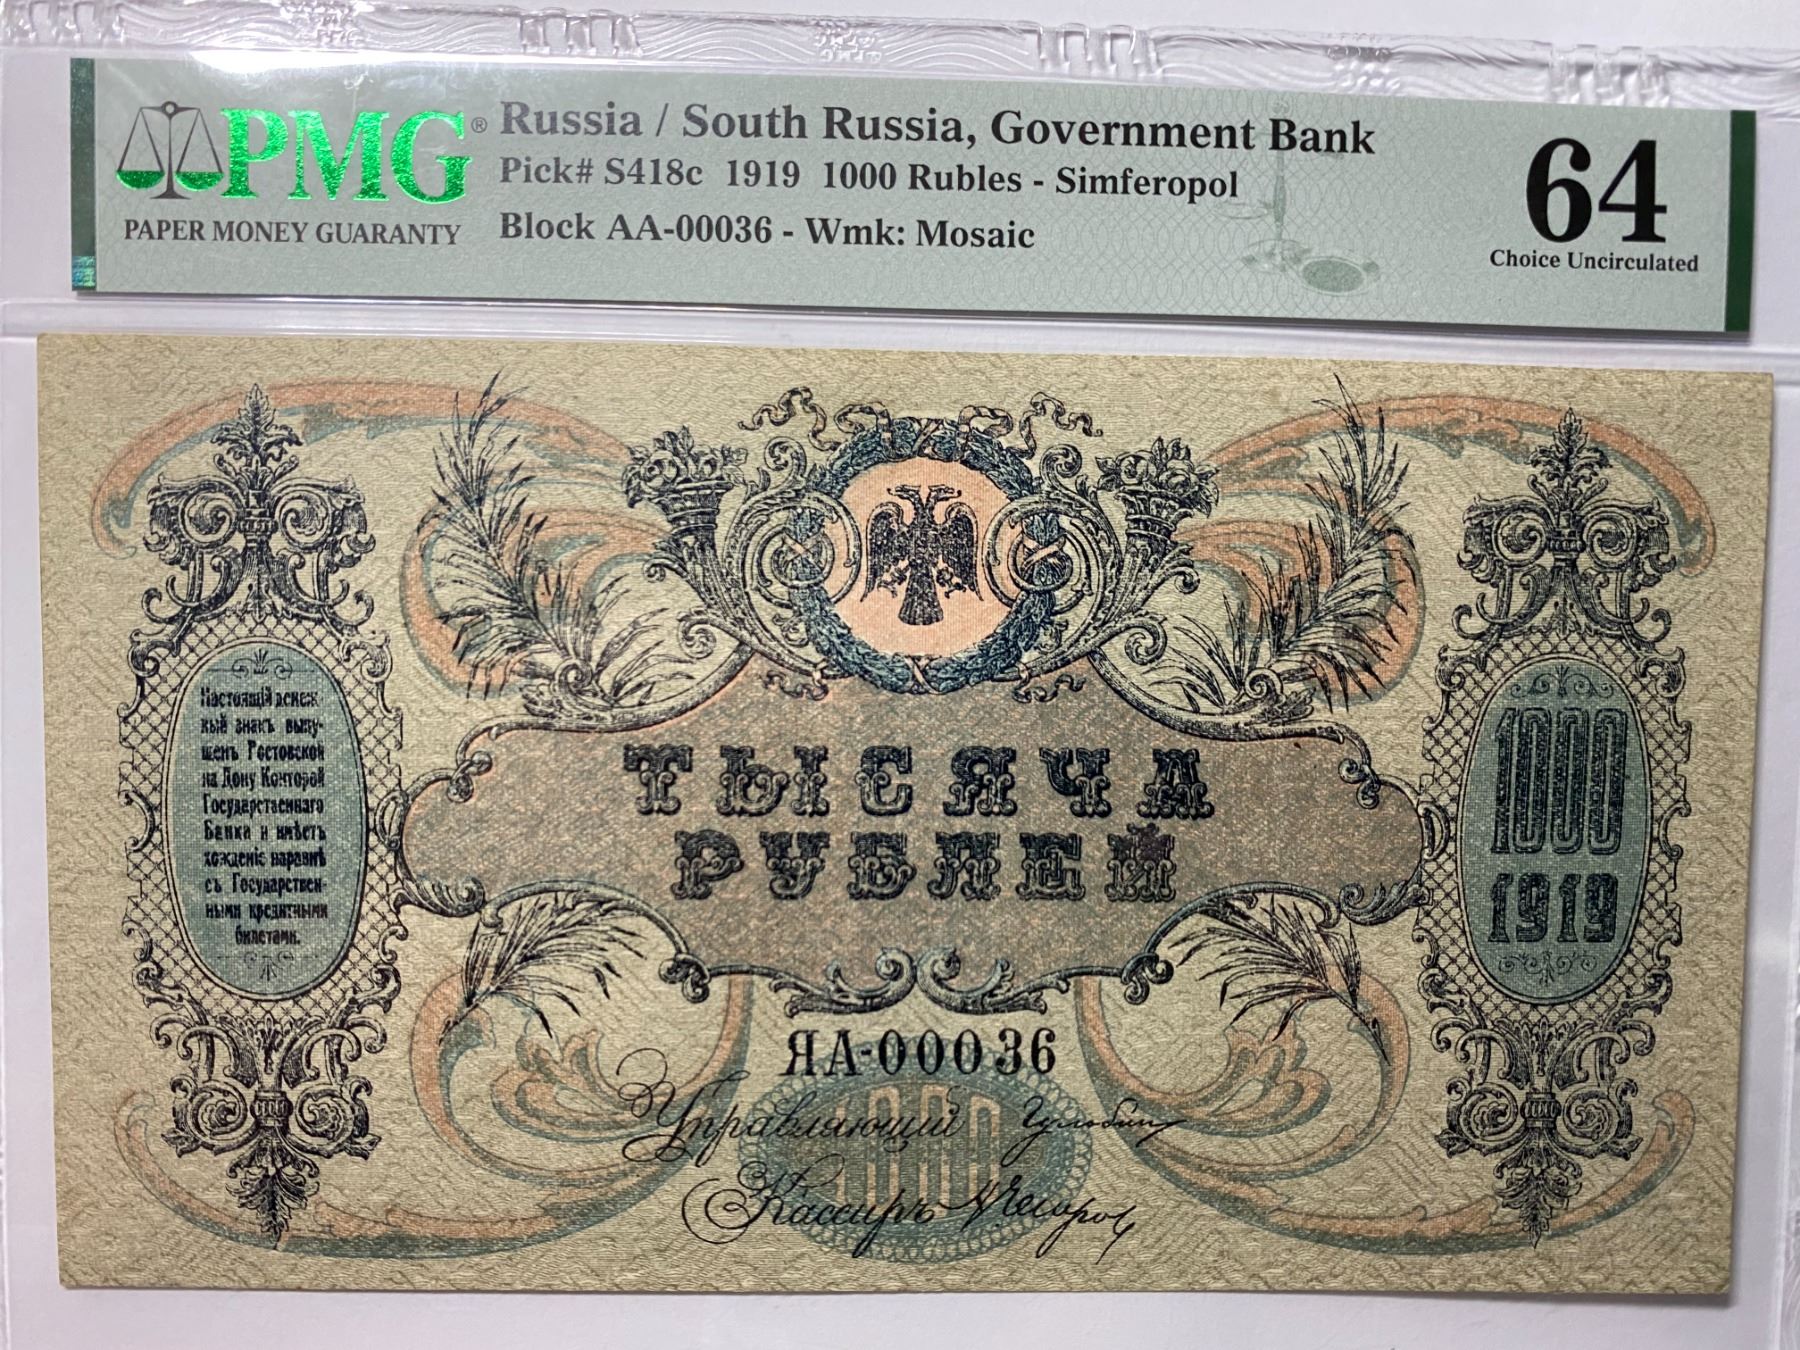 PMG®
PAPER MONEY GUARANTY
Russia / South Russia, Government Bank
Pick# S418c 1919 1000 Rubles - Simferopol
Block AA-00036 - Wmk: Mosaic
64
Choice Uncirculated
Настоящій денеж-
ный знакъ выпу-
щенъ Ростовской
на Дону Конторой
Государственнаго
Банка и имѣетъ
хожденіе наравнѣ
съ Государствен-
ными кредитными
билетами.
ТЫСЯЧА
РУБЛЕЙ
1000
1919
ЯА-00036
1000
Управляющій
Кассиръ